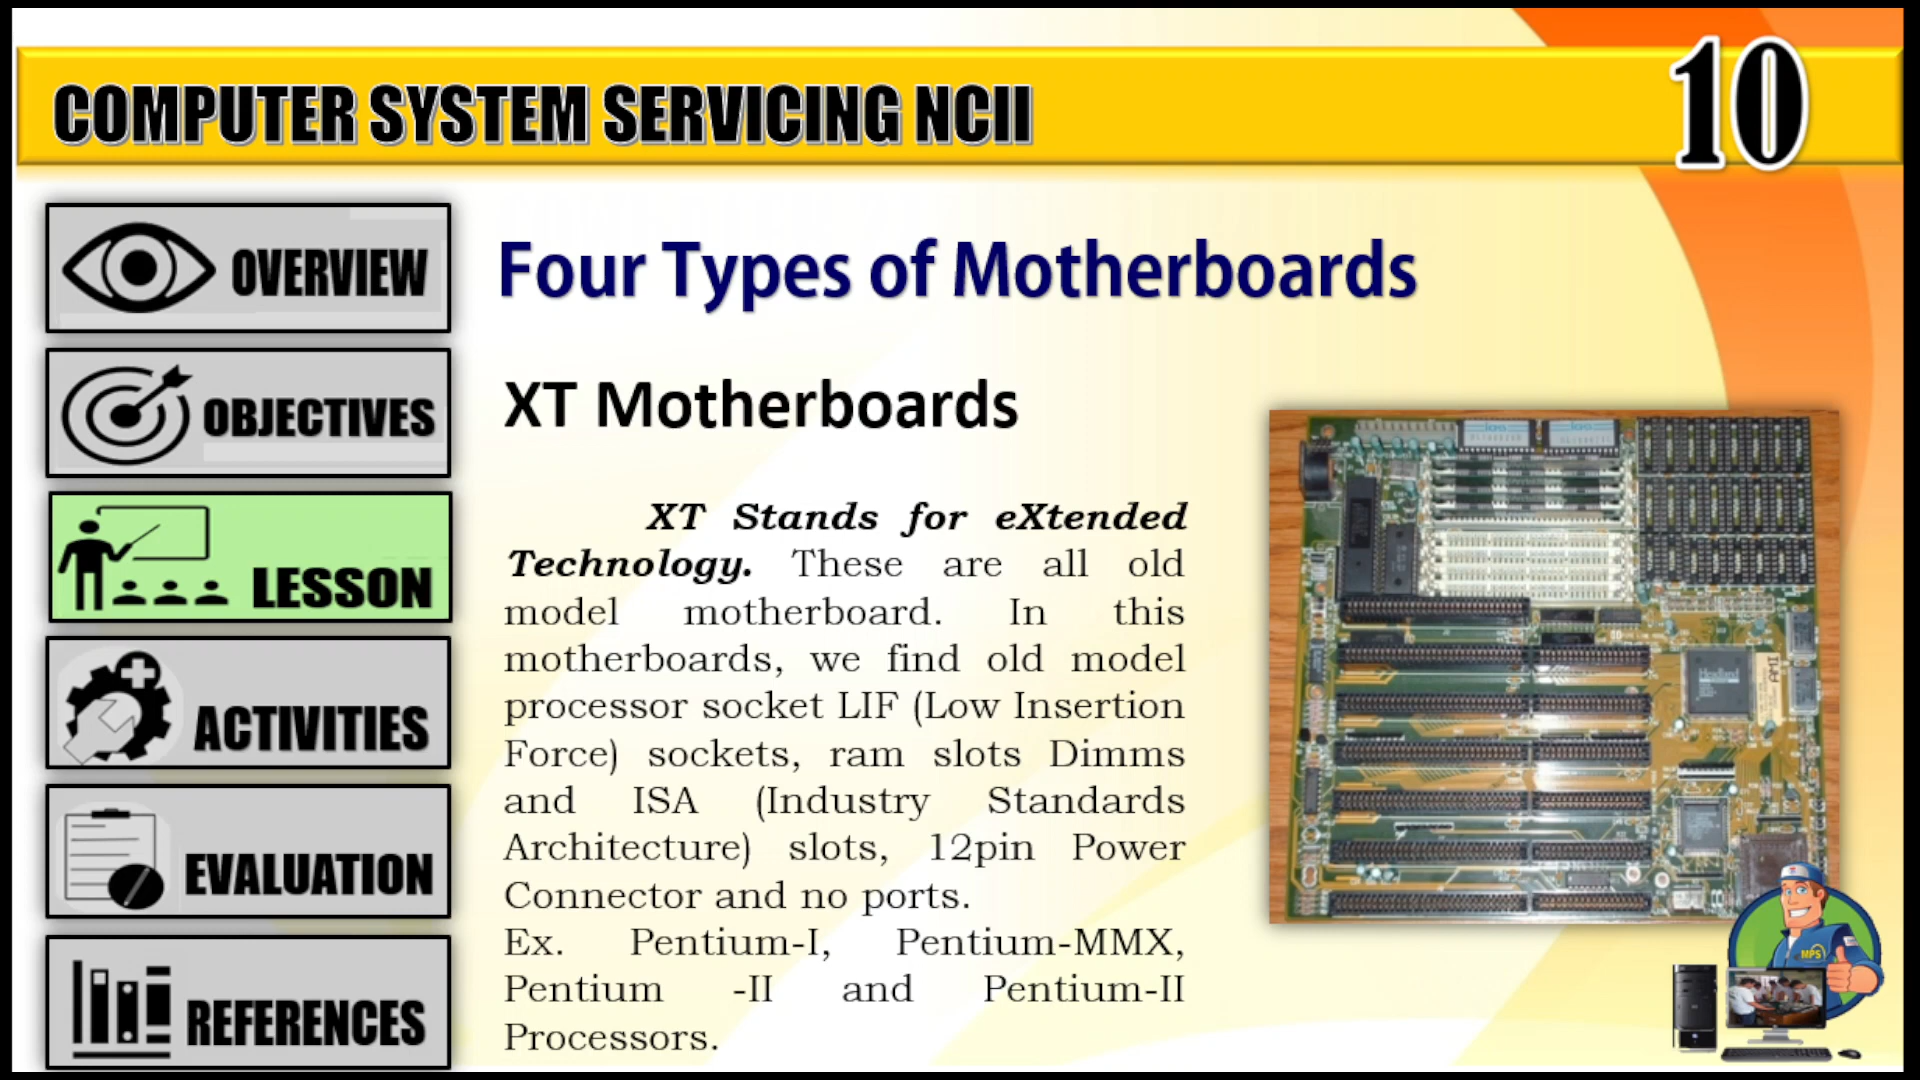 COMPUTER SYSTEM SERVICING NCII
10
OVERVIEW
OBJECTIVES
LESSON
ACTIVITIES
EVALUATION
REFERENCES
Four Types of Motherboards
XT Motherboards
XT Stands for eXtended
Technology. These are all old
model motherboard. In this
motherboards, we find old model
processor socket LIF (Low Insertion
Force) sockets, ram slots Dimms
and ISA (Industry Standards
Architecture) slots, 12pin Power
Connector and no ports.
Ex. Pentium-I, Pentium-MMX,
Pentium -II and Pentium-II
Processors.
AMI
MPS